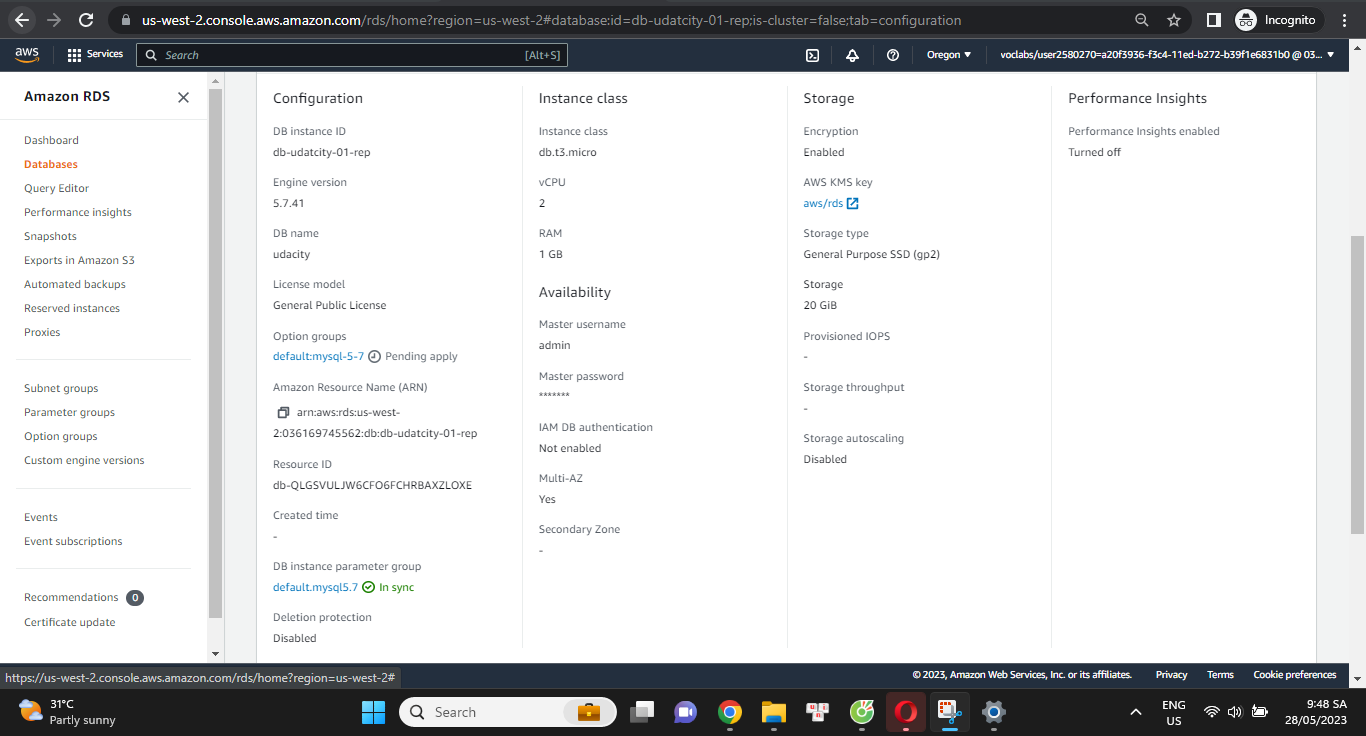 us-west-2.console.aws.amazon.com/rds/home?region=us-west-2#database:id=db-udatcity-01-rep;is-cluster=false;tab=configuration
Incognito
aws
Services
Search
[Alt+S]
Oregon
voclabs/user2580270=a20f3936-f3c4-11ed-b272-b39f1e6831b0 @ 03...
Amazon RDS
Dashboard
Databases
Query Editor
Performance insights
Snapshots
Exports in Amazon S3
Automated backups
Reserved instances
Proxies
Subnet groups
Parameter groups
Option groups
Custom engine versions
Events
Event subscriptions
Recommendations 0
Certificate update
Configuration
DB instance ID
db-udatcity-01-rep
Engine version
5.7.41
DB name
udacity
License model
General Public License
Option groups
default:mysql-5-7 Pending apply
Amazon Resource Name (ARN)
arn:aws:rds:us-west-
2:036169745562:db:db-udatcity-01-rep
Resource ID
db-QLGSVULJW6CFO6FCHRBAXZLOXE
Created time
-
DB instance parameter group
default.mysql5.7 In sync
Deletion protection
Disabled
Instance class
Instance class
db.t3.micro
vCPU
2
RAM
1 GB
Availability
Master username
admin
Master password
*******
IAM DB authentication
Not enabled
Multi-AZ
Yes
Secondary Zone
-
Storage
Encryption
Enabled
AWS KMS key
aws/rds
Storage type
General Purpose SSD (gp2)
Storage
20 GiB
Provisioned IOPS
-
Storage throughput
-
Storage autoscaling
Disabled
Performance Insights
Performance Insights enabled
Turned off
https://us-west-2.console.aws.amazon.com/rds/home?region=us-west-2#
© 2023, Amazon Web Services, Inc. or its affiliates.
Privacy
Terms
Cookie preferences
31°C
Partly sunny
Search
ENG
US
9:48 SA
28/05/2023